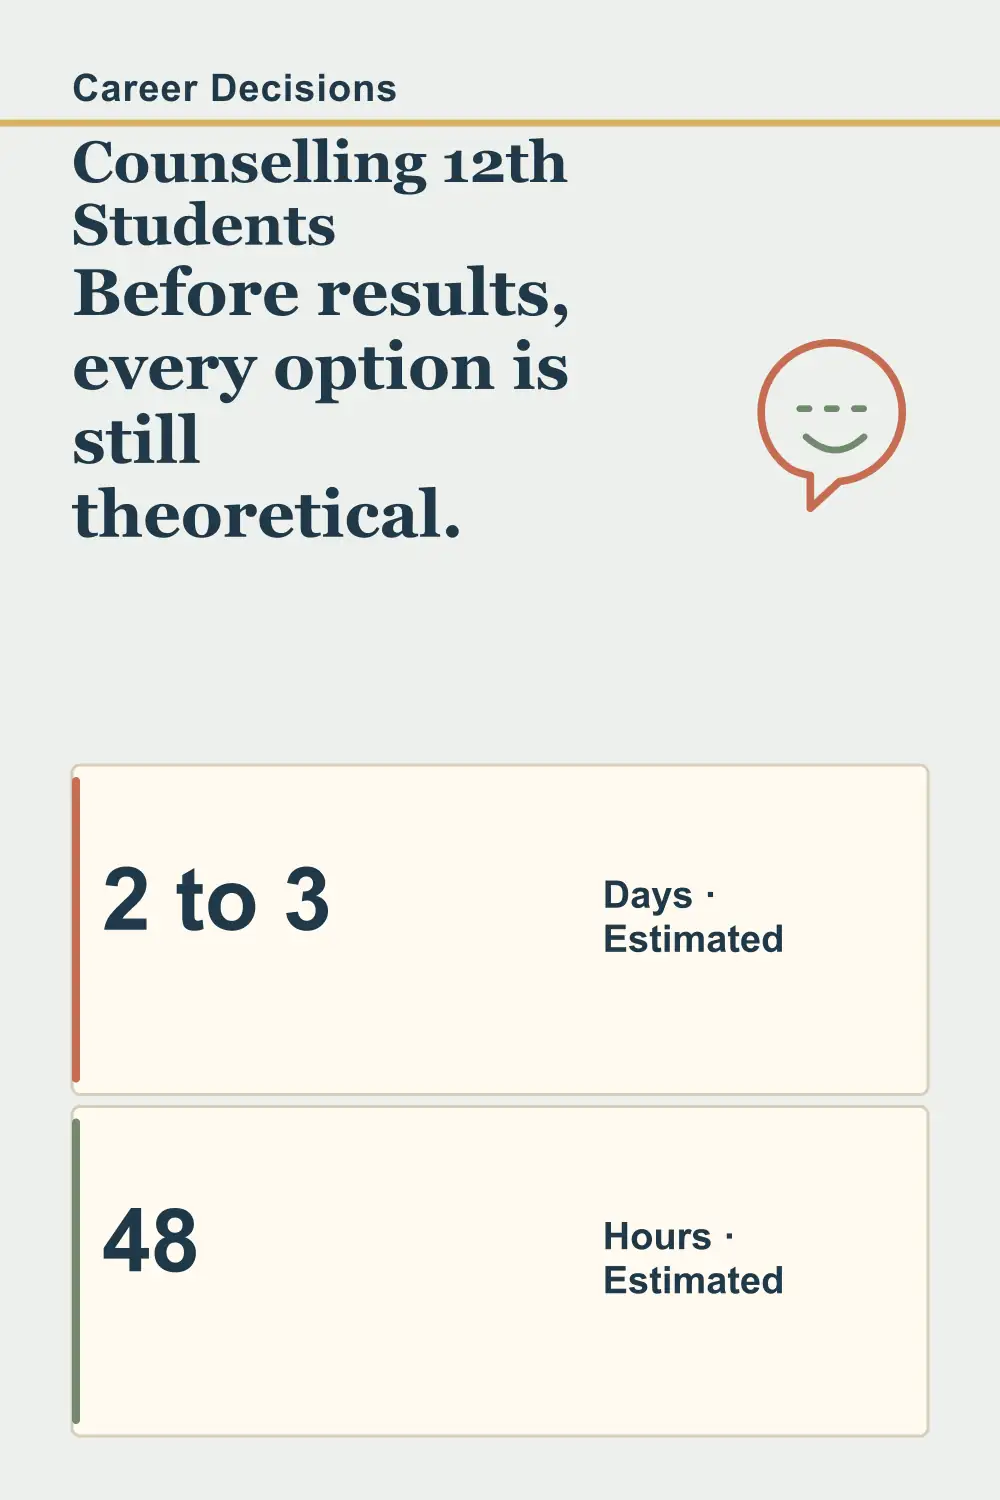 Career Decisions
Counselling 12th
Students
Before results,
every option is
still
theoretical.
2 to 3
Days ·
Estimated
48
Hours ·
Estimated